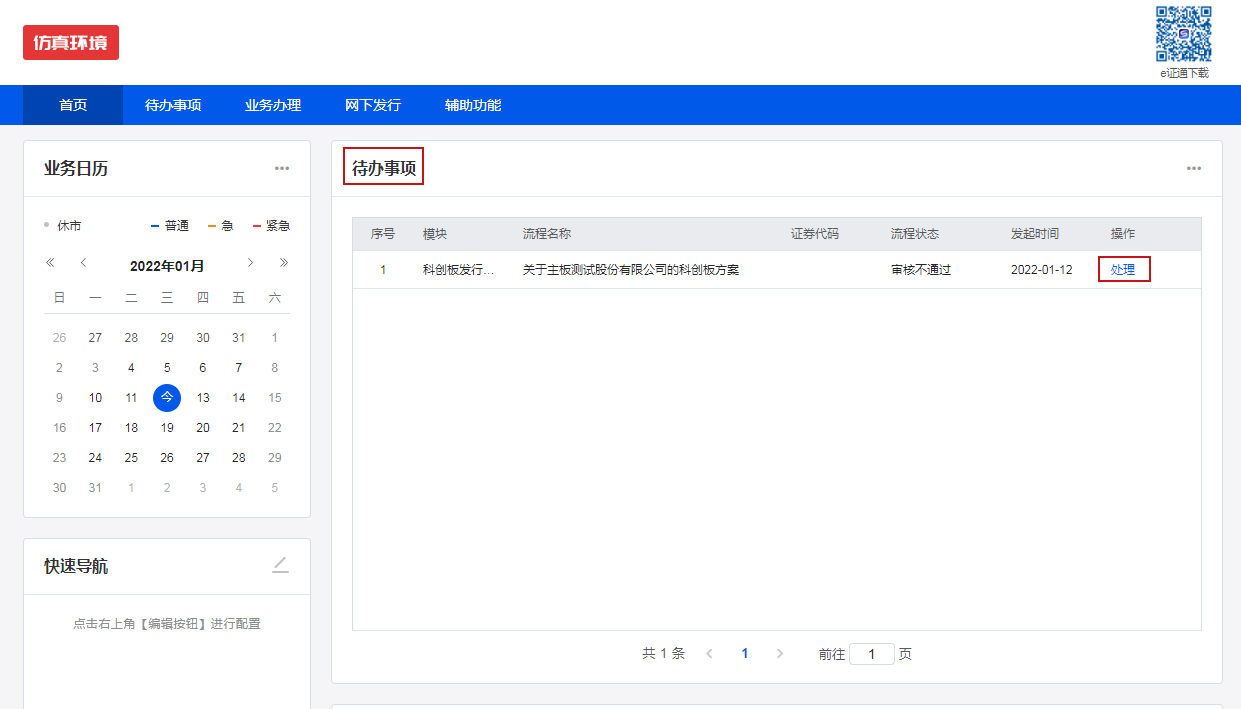 仿真环境
e证通下载
首页 待办事项 业务办理 网下发行 辅助功能
业务日历
休市 普通 急 紧急
2022年01月
日 一 二 三 四 五 六
26 27 28 29 30 31 1
2 3 4 5 6 7 8
9 10 11 今 13 14 15
16 17 18 19 20 21 22
23 24 25 26 27 28 29
30 31 1 2 3 4 5
快速导航
点击右上角【编辑按钮】进行配置
待办事项
序号 模块 流程名称 证券代码 流程状态 发起时间 操作
1 科创板发行... 关于主板测试股份有限公司的科创板方案 审核不通过 2022-01-12 处理
共 1 条 1 前往 1 页